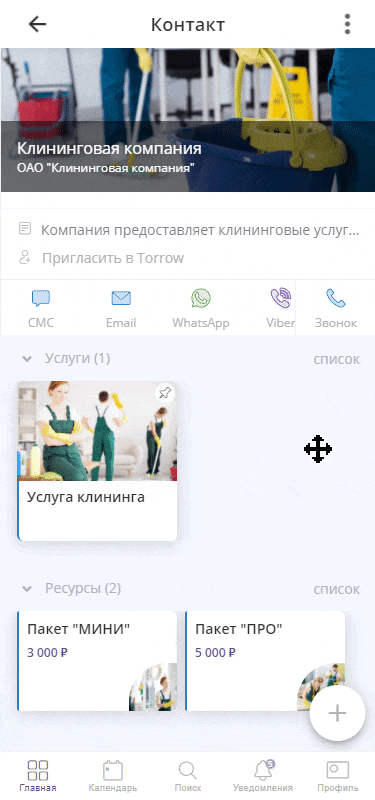 Контакт
Клининговая компания
ОАО "Клининговая компания"
Компания предоставляет клининговые услуг...
Пригласить в Torrow
СМС
Email
WhatsApp
Viber
Звонок
Услуги (1)
список
Услуга клининга
Ресурсы (2)
список
Пакет "МИНИ"
3 000 ₽
Пакет "ПРО"
5 000 ₽
Главная
Календарь
Поиск
5
Уведомления
Профиль